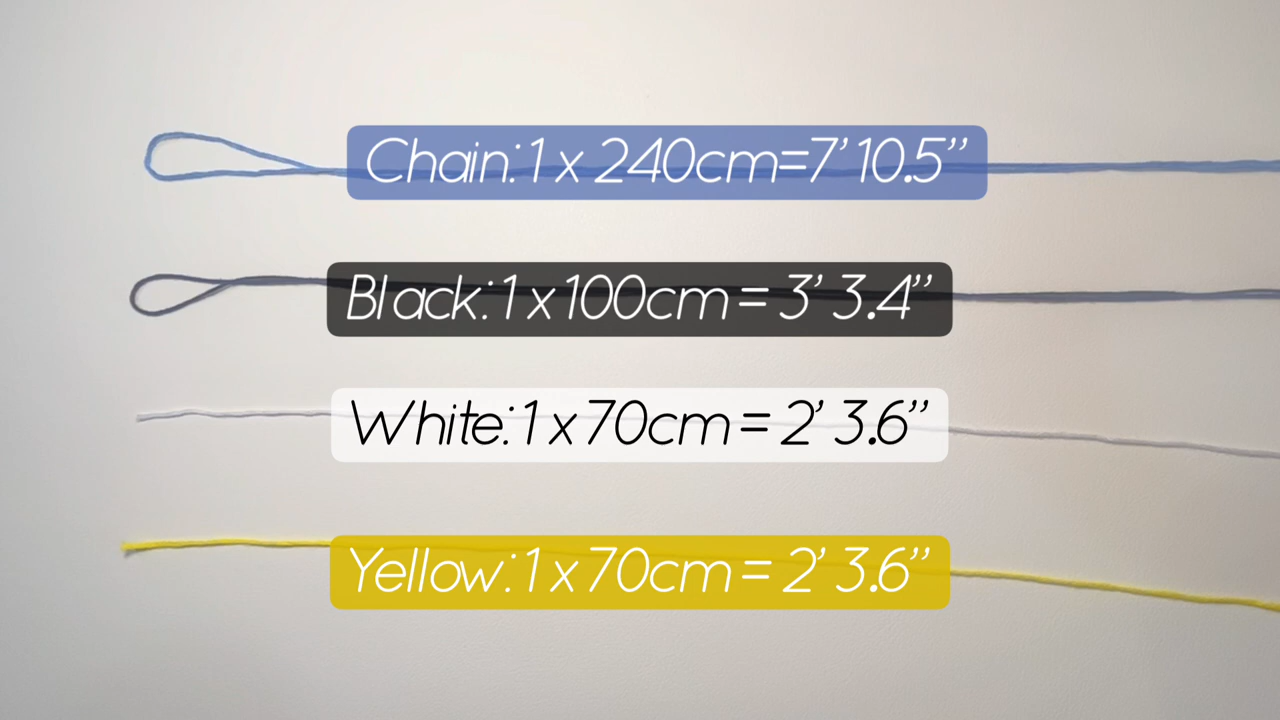 Chain: 1 x 240cm=7' 10.5”
Black: 1 x 100cm = 3' 3.4”
White: 1 x 70cm = 2' 3.6”
Yellow: 1 x 70cm = 2' 3.6”